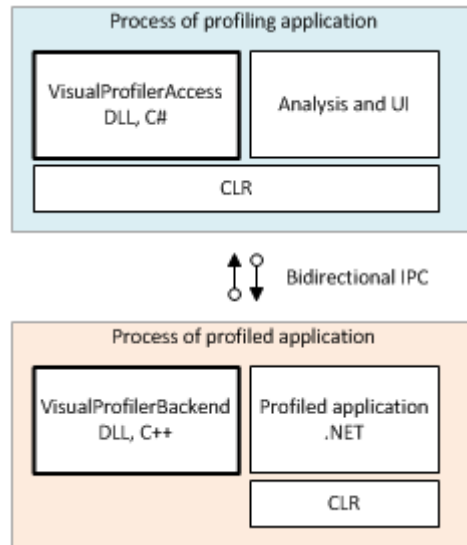 Process of profiling application
VisualProfilerAccess
DLL, C#
Analysis and UI
CLR
Bidirectional IPC
Process of profiled application
VisualProfilerBackend
DLL, C++
Profiled application
.NET
CLR